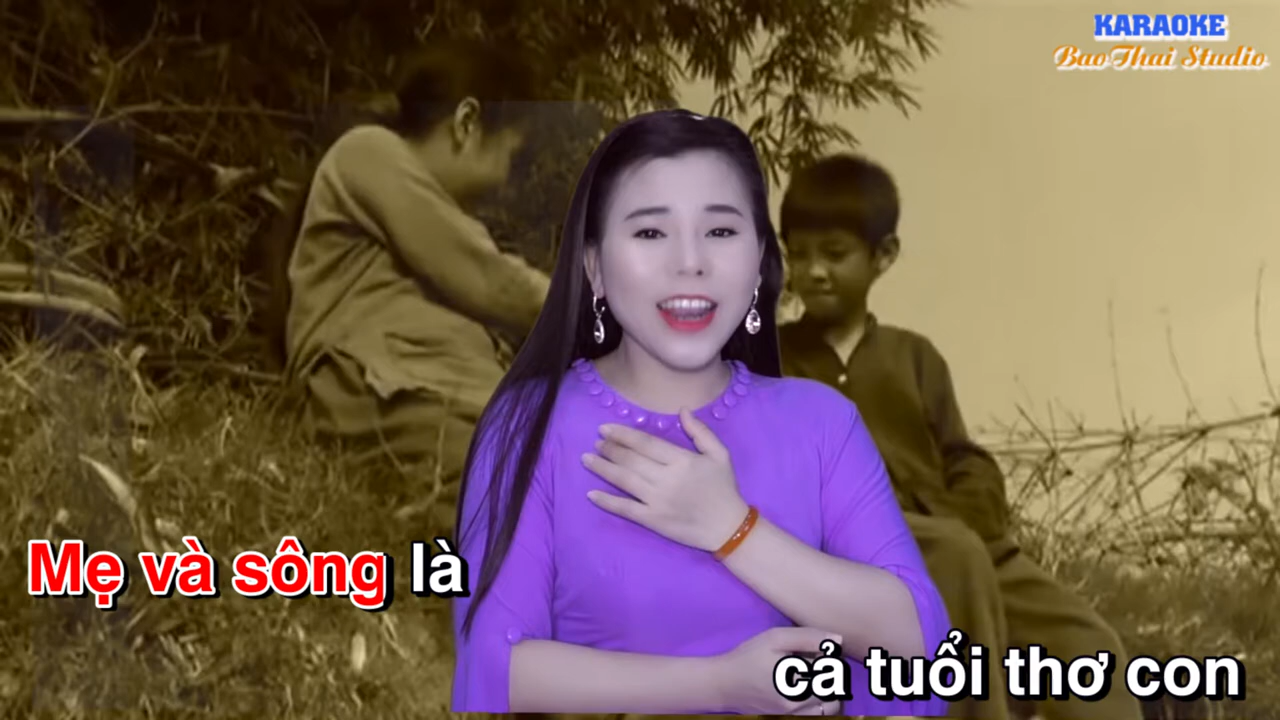 KARAOKE
Bao Thai Studio
Mẹ và sông là
cả tuổi thơ con